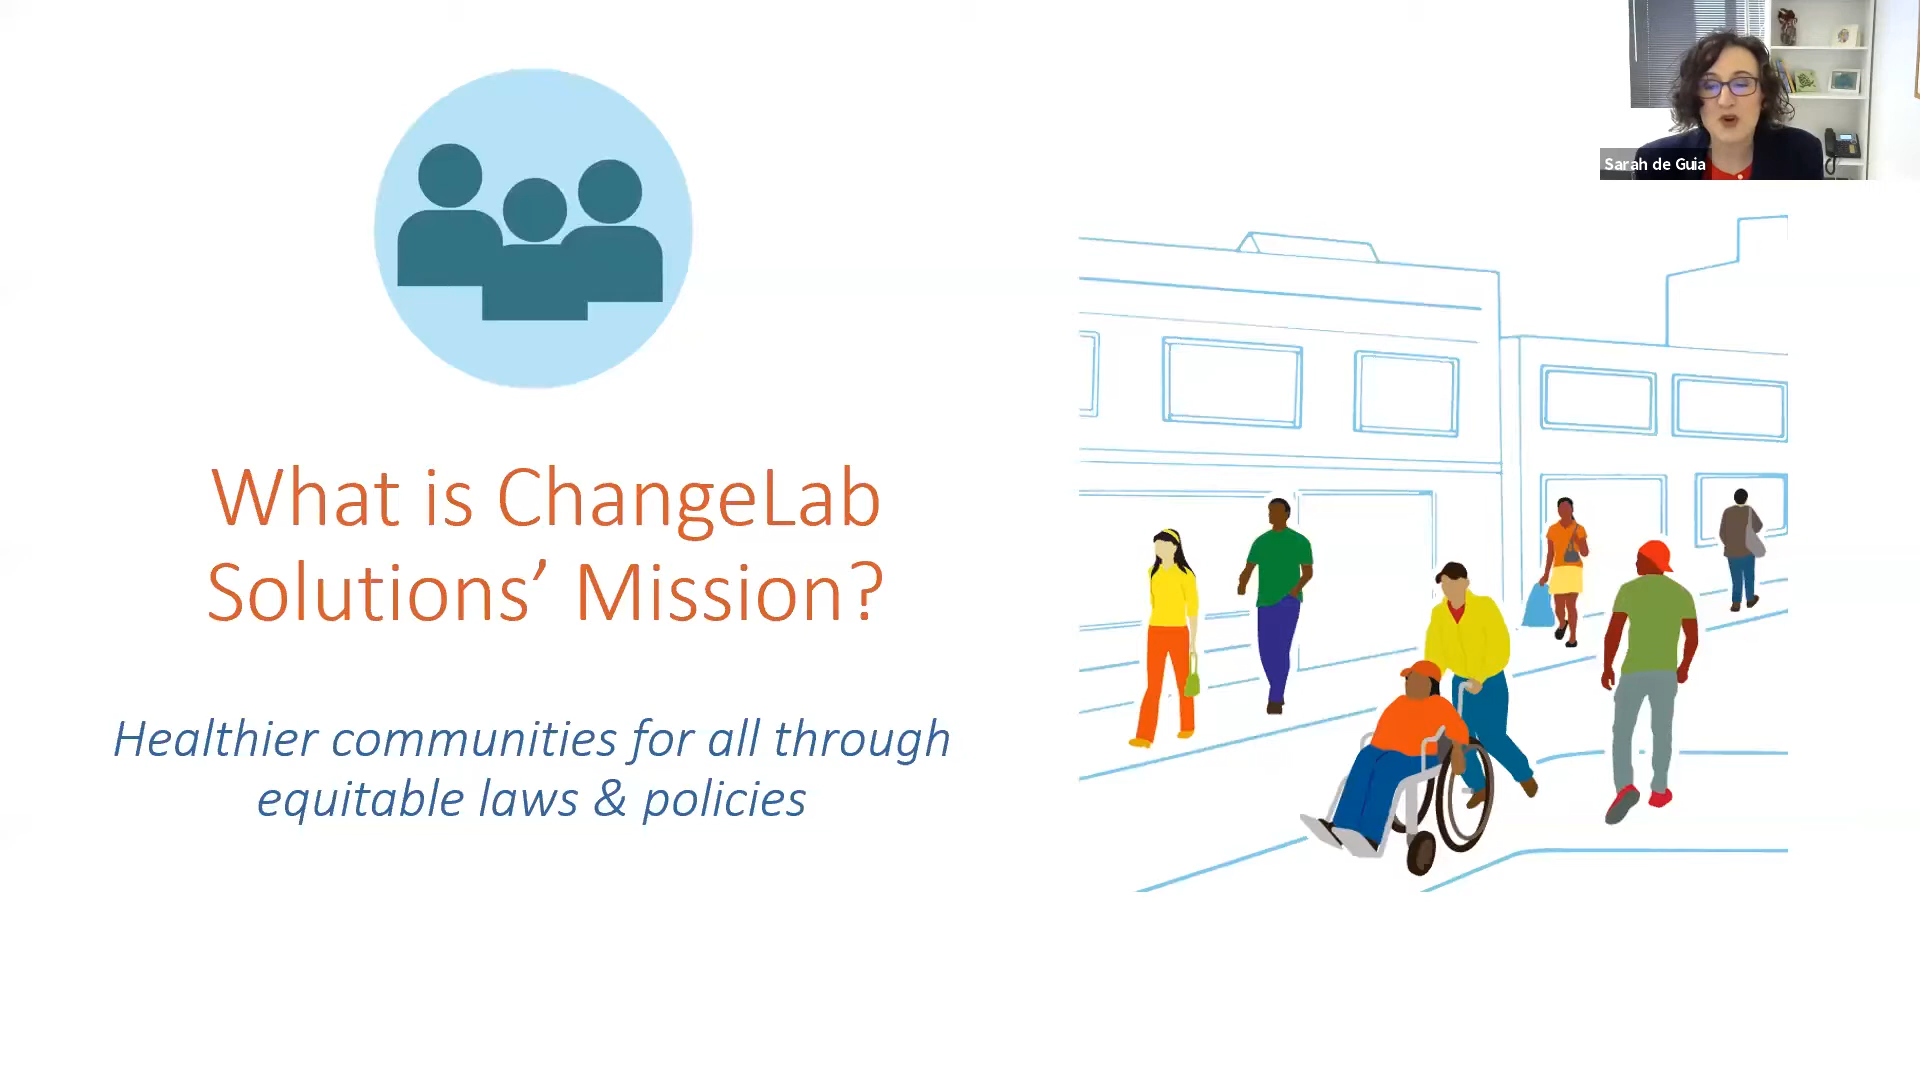 Sarah de Guia
What is ChangeLab
Solutions’ Mission?
Healthier communities for all through
equitable laws & policies